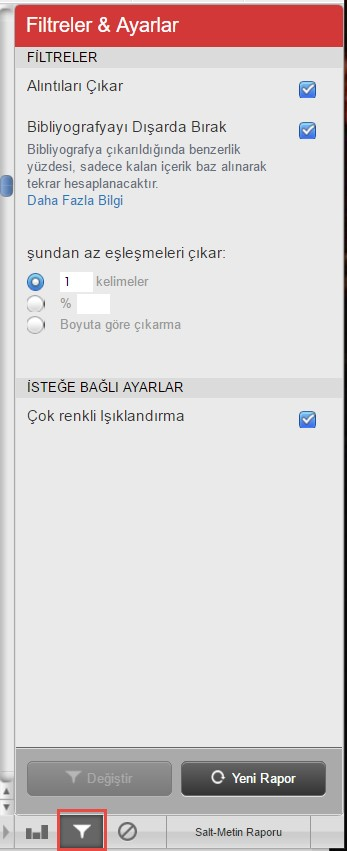 Filtreler & Ayarlar
FİLTRELER
Alıntıları Çıkar
Bibliyografyayı Dışarda Bırak
Bibliyografya çıkarıldığında benzerlik
yüzdesi, sadece kalan içerik baz alınarak
tekrar hesaplanacaktır.
Daha Fazla Bilgi
şundan az eşleşmeleri çıkar:
1 kelimeler
%
Boyuta göre çıkarma
İSTEĞE BAĞLI AYARLAR
Çok renkli Işıklandırma
Değiştir
Yeni Rapor
Salt-Metin Raporu